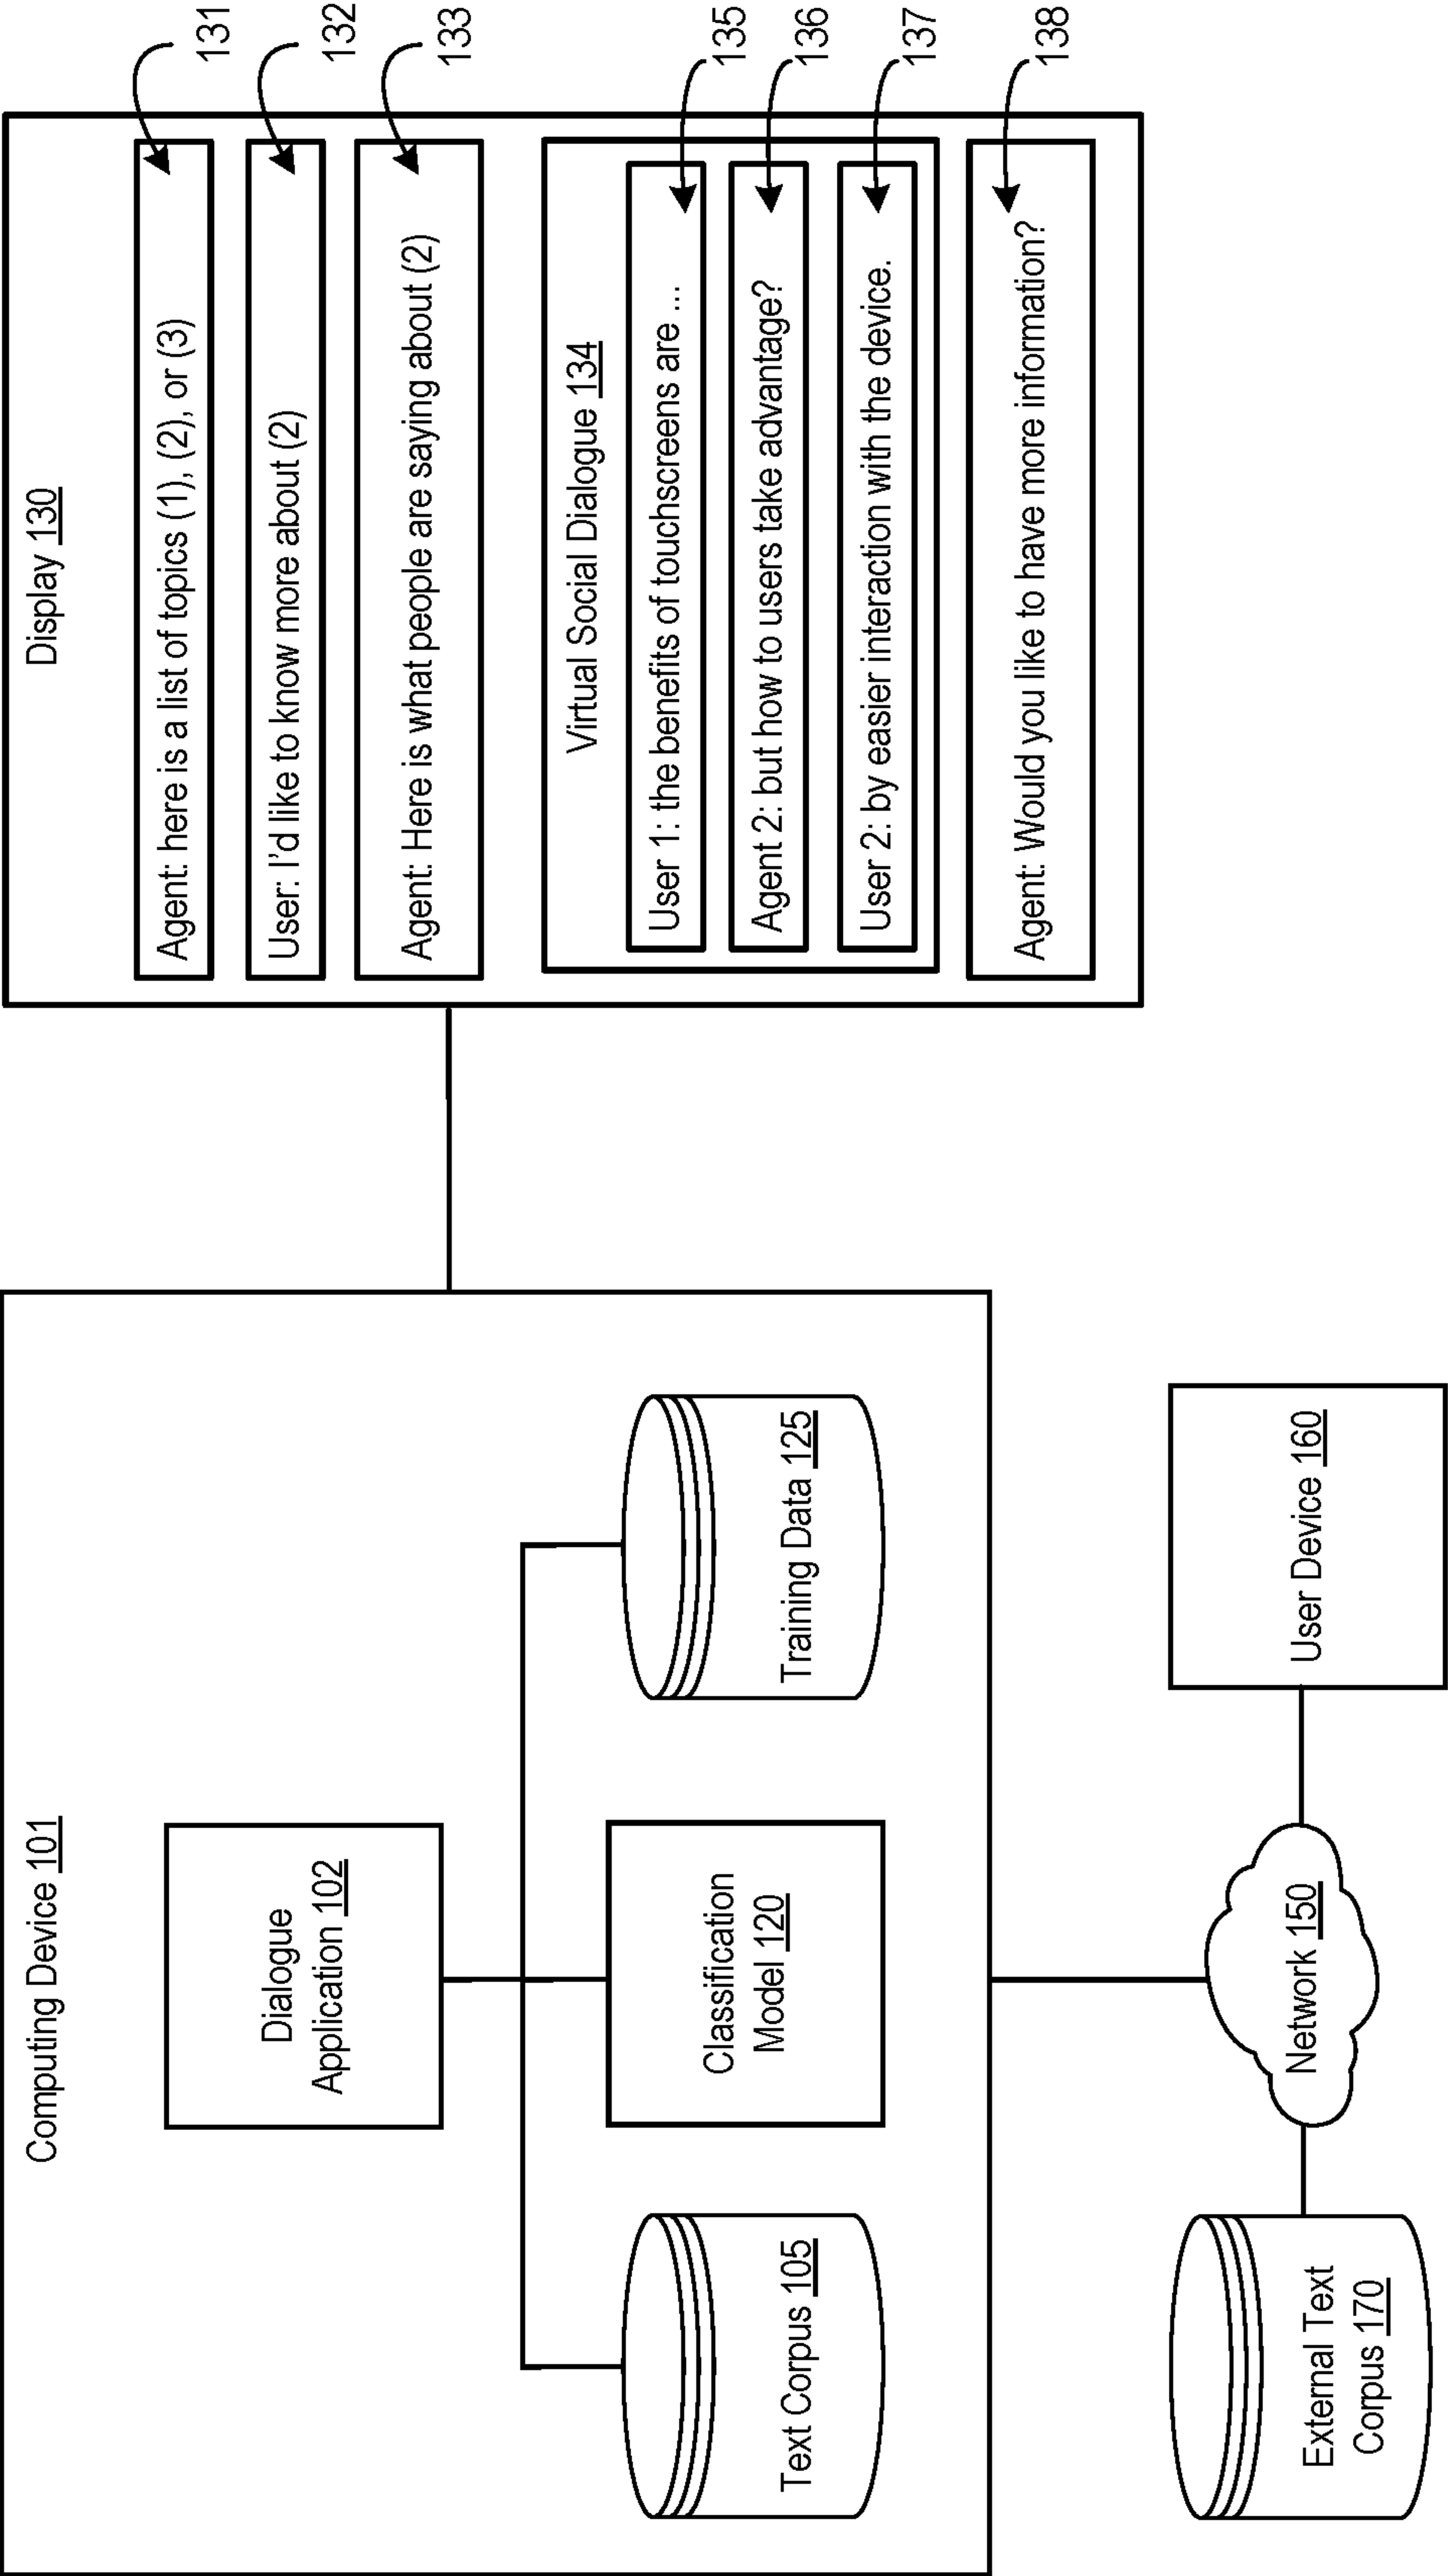 Computing Device 101
Dialogue
Application 102
Text Corpus 105
Classification
Model 120
Training Data 125
External Text
Corpus 170
Network 150
User Device 160
Display 130
Agent: here is a list of topics (1), (2), or (3)
131
User: I'd like to know more about (2)
132
Agent: Here is what people are saying about (2)
133
Virtual Social Dialogue 134
User 1: the benefits of touchscreens are ...
135
Agent 2: but how to users take advantage?
136
User 2: by easier interaction with the device.
137
Agent: Would you like to have more information?
138